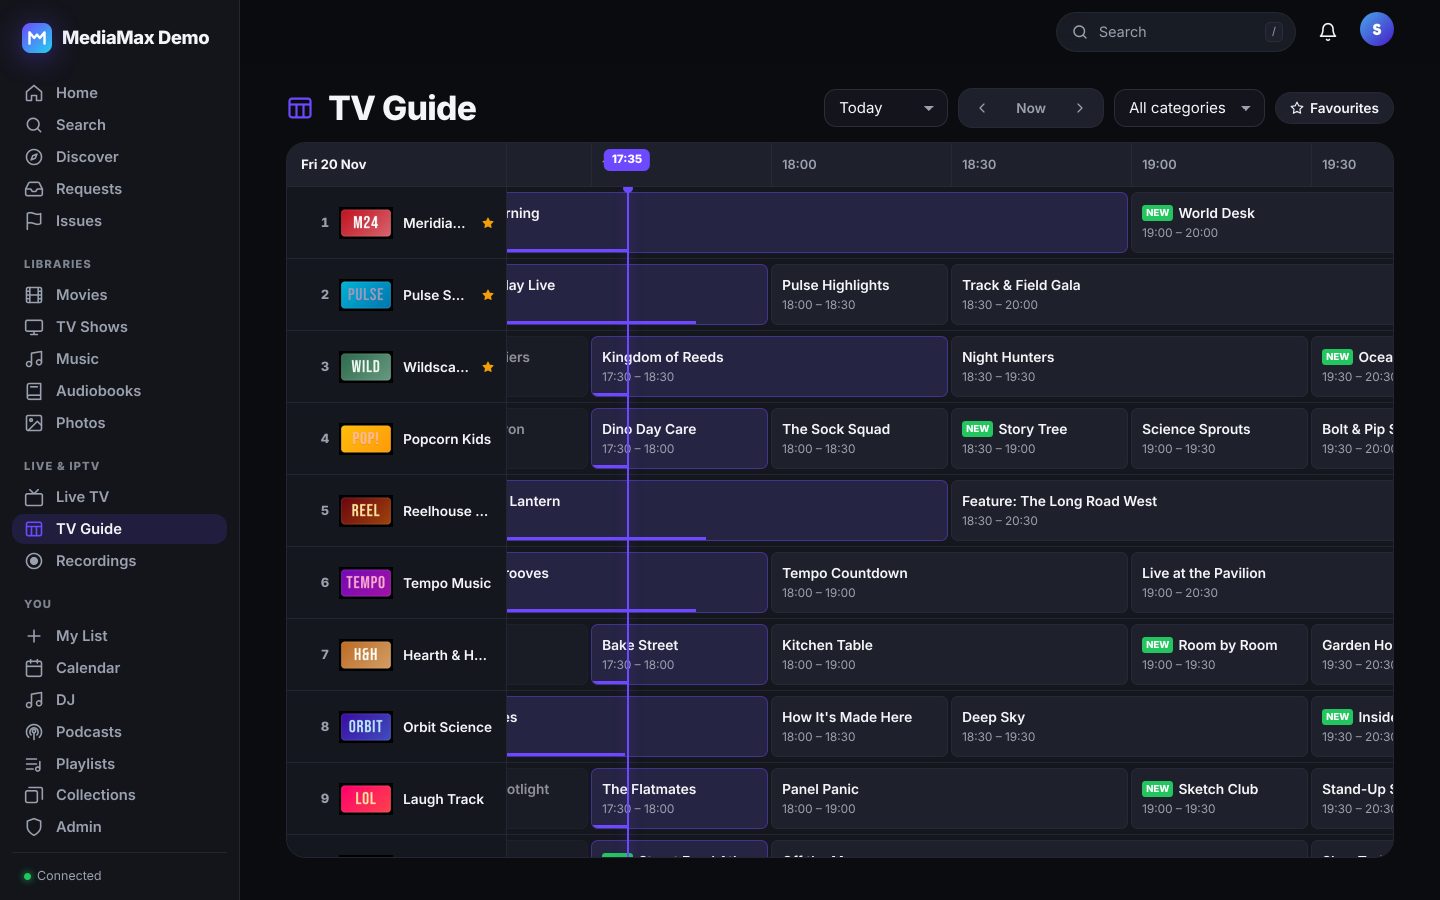 MediaMax Demo
Search
/
S
Home
Search
Discover
Requests
Issues
LIBRARIES
Movies
TV Shows
Music
Audiobooks
Photos
LIVE & IPTV
Live TV
TV Guide
Recordings
YOU
My List
Calendar
DJ
Podcasts
Playlists
Collections
Admin
Connected
TV Guide
Today
Now
All categories
Favourites
Fri 20 Nov
17:35
18:00
18:30
19:00
19:30
1
M24
Meridia...
rning
NEW World Desk
19:00 – 20:00
2
PULSE
Pulse S...
lay Live
Pulse Highlights
18:00 – 18:30
Track & Field Gala
18:30 – 20:00
3
WILD
Wildsca...
iers
Kingdom of Reeds
17:30 – 18:30
Night Hunters
18:30 – 19:30
NEW Ocea
19:30 – 20:30
4
POP!
Popcorn Kids
ron
Dino Day Care
17:30 – 18:00
The Sock Squad
18:00 – 18:30
NEW Story Tree
18:30 – 19:00
Science Sprouts
19:00 – 19:30
Bolt & Pip S
19:30 – 20:00
5
REEL
Reelhouse ...
Lantern
Feature: The Long Road West
18:30 – 20:30
6
TEMPO
Tempo Music
rooves
Tempo Countdown
18:00 – 19:00
Live at the Pavilion
19:00 – 20:30
7
H&H
Hearth & H...
Bake Street
17:30 – 18:00
Kitchen Table
18:00 – 19:00
NEW Room by Room
19:00 – 19:30
Garden Ho
19:30 – 20:30
8
ORBIT
Orbit Science
es
How It's Made Here
18:00 – 18:30
Deep Sky
18:30 – 19:30
NEW Inside
19:30 – 20:30
9
LOL
Laugh Track
otlight
The Flatmates
17:30 – 18:00
Panel Panic
18:00 – 19:00
NEW Sketch Club
19:00 – 19:30
Stand-Up S
19:30 – 20:30